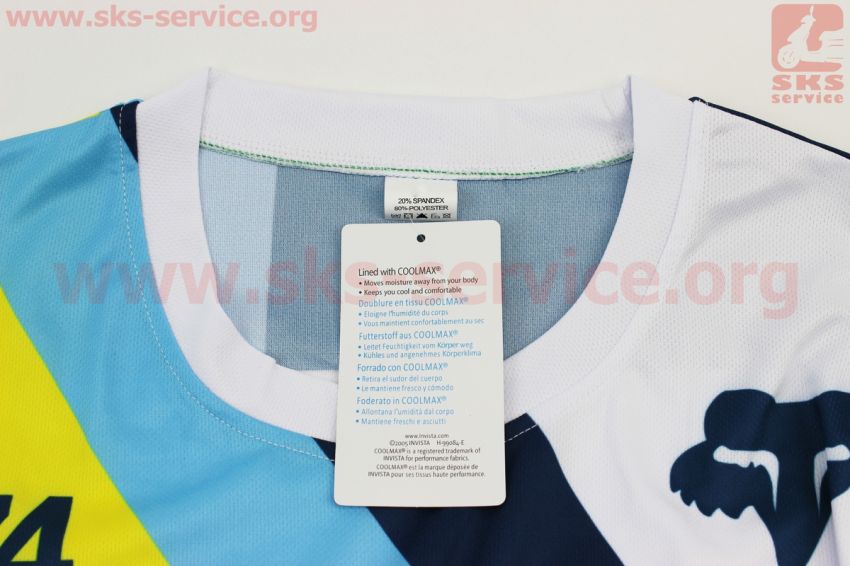 www.sks-service.org
SKS
service
20% SPANDEX
80% POLYESTER
Lined with COOLMAX®
• Moves moisture away from your body
• Keeps you cool and comfortable
Doublure en tissu COOLMAX®
• Eloigne l'humidité du corps
• Vous maintient confortablement au sec
Futterstoff aus COOLMAX®
• Leitet Feuchtigkeit vom Körper weg
• Kühles und angenehmes Körperklima
Forrado con COOLMAX®
• Retira el sudor del cuerpo
• Le mantiene fresco y cómodo
Foderato in COOLMAX®
• Allontana l'umidità dal corpo
• Mantiene freschi e asciutti
www.invista.com
©2005 INVISTA H-99084-E
COOLMAX® is a registered trademark of
INVISTA for performance fabrics.
COOLMAX® est la marque déposée de
INVISTA pour ses tissus haute performance.
www.sks-service.org
74